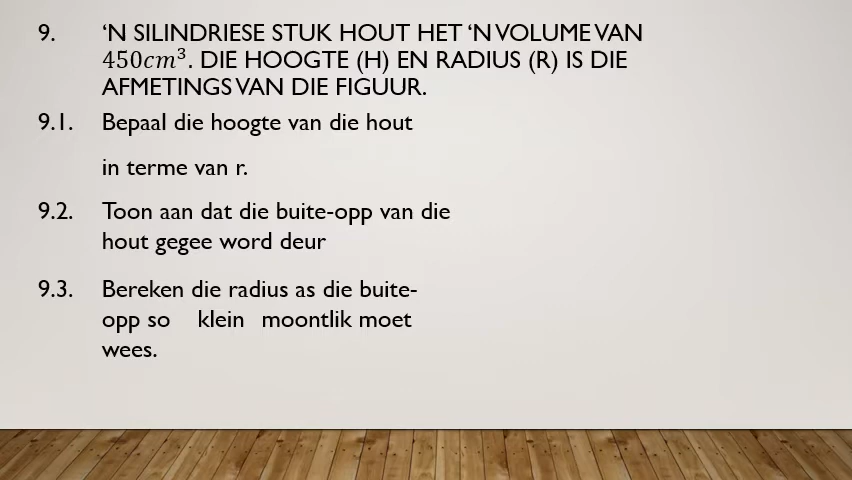 9. ‘N SILINDRIESE STUK HOUT HET ‘N VOLUME VAN
450cm³. DIE HOOGTE (H) EN RADIUS (R) IS DIE
AFMETINGS VAN DIE FIGUUR.
9.1. Bepaal die hoogte van die hout
in terme van r.
9.2. Toon aan dat die buite-opp van die
hout gegee word deur
9.3. Bereken die radius as die buite-
opp so klein moontlik moet
wees.